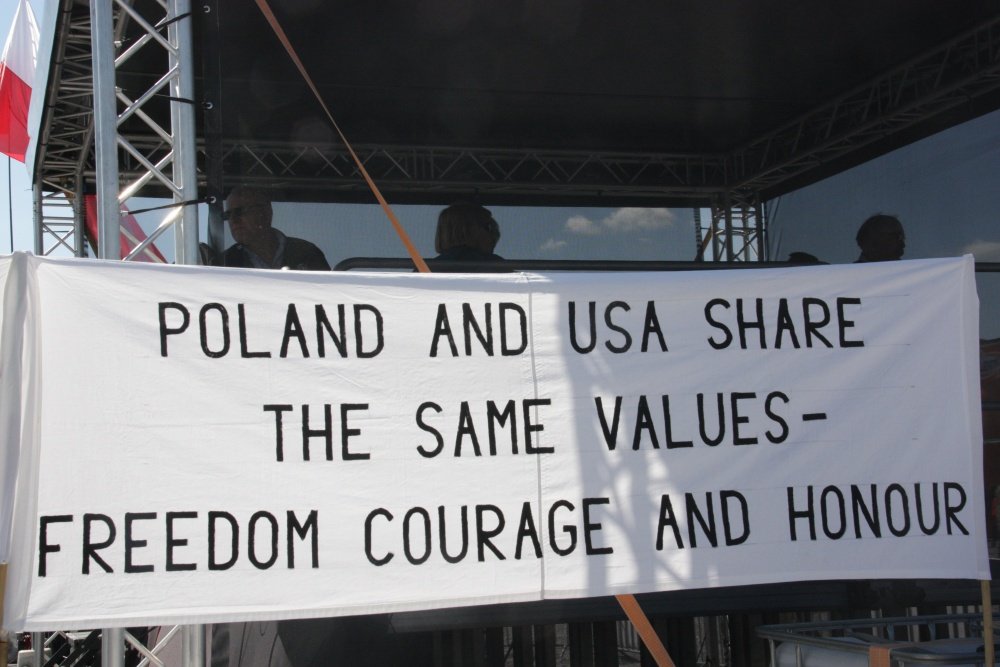 POLAND AND USA SHARE
THE SAME VALUES-
FREEDOM COURAGE AND HONOUR